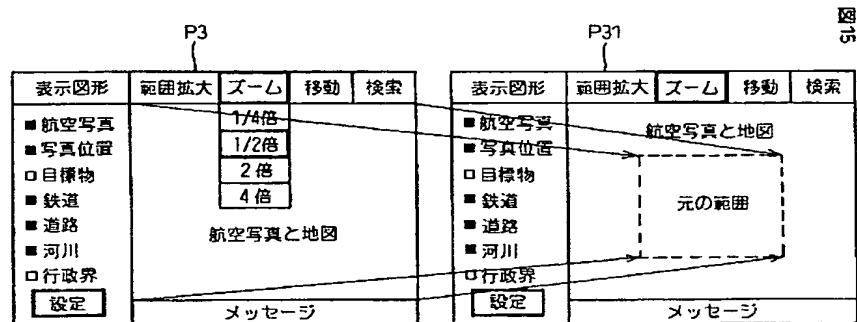 図15
P3
表示図形 範囲拡大 ズーム 移動 検索
■航空写真
■写真位置
□目標物
■鉄道
■道路
■河川
□行政界
設定
1/4倍
1/2倍
2倍
4倍
航空写真と地図
メッセージ
P31
表示図形 範囲拡大 ズーム 移動 検索
■航空写真
■写真位置
□目標物
■鉄道
■道路
■河川
□行政界
設定
航空写真と地図
元の範囲
メッセージ